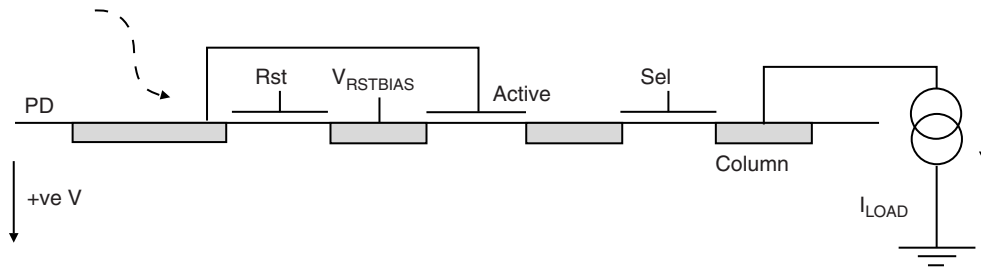 Rst
V_RSTBIAS
Sel
PD
Active
Column
+ve V
I_LOAD